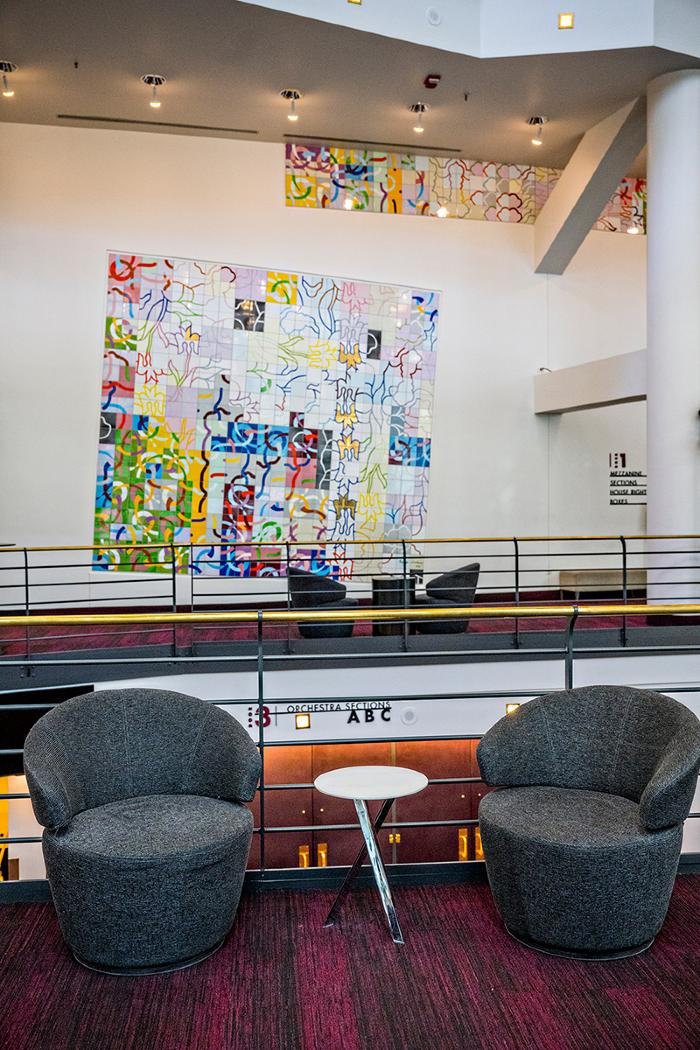 1
MEZZANINE
SECTIONS
HOUSE RIGHT
BOXES
3 ORCHESTRA SECTIONS
ABC